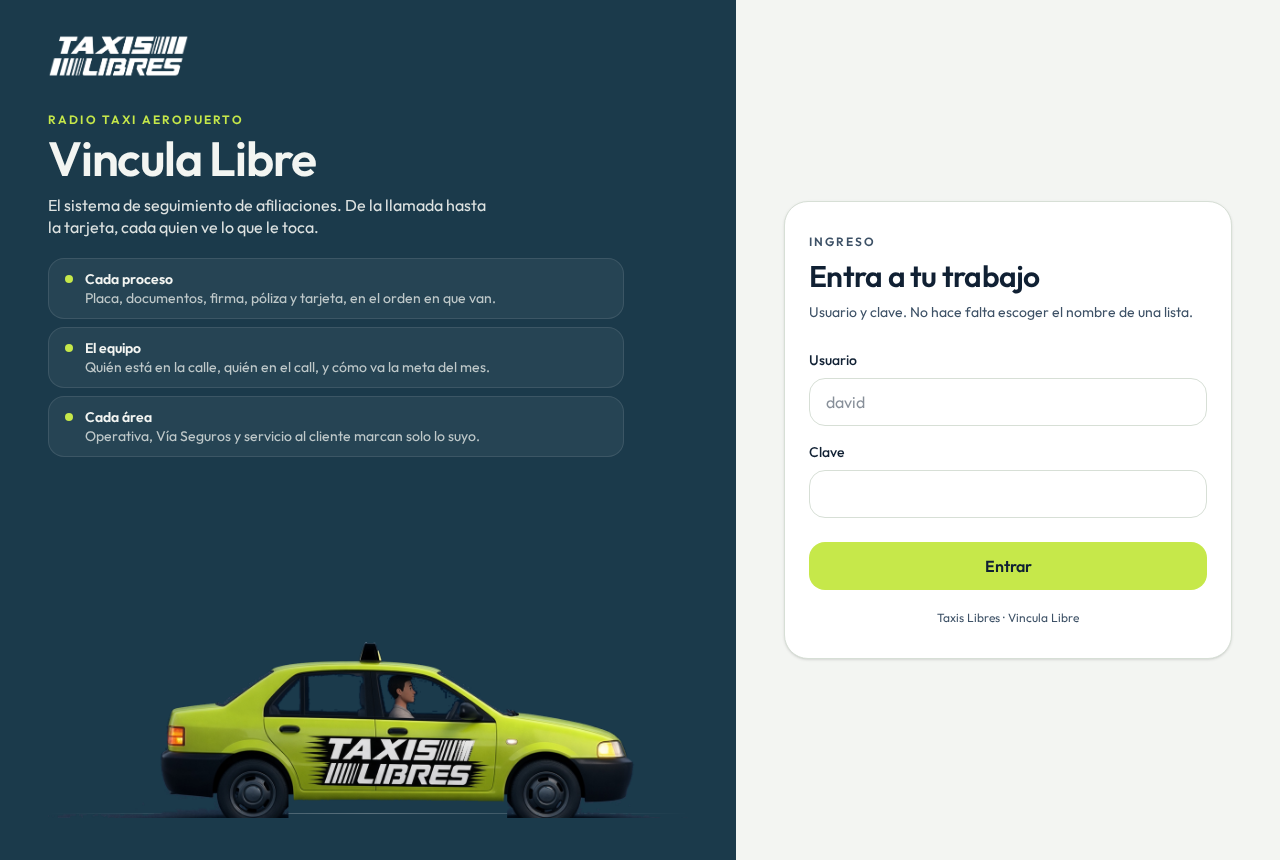 TAXIS
LIBRES
RADIO TAXI AEROPUERTO
Vincula Libre
El sistema de seguimiento de afiliaciones. De la llamada hasta
la tarjeta, cada quien ve lo que le toca.
Cada proceso
Placa, documentos, firma, póliza y tarjeta, en el orden en que van.
El equipo
Quién está en la calle, quién en el call, y cómo va la meta del mes.
Cada área
Operativa, Vía Seguros y servicio al cliente marcan solo lo suyo.
TAXIS
LIBRES
INGRESO
Entra a tu trabajo
Usuario y clave. No hace falta escoger el nombre de una lista.
Usuario
david
Clave
Entrar
Taxis Libres · Vincula Libre